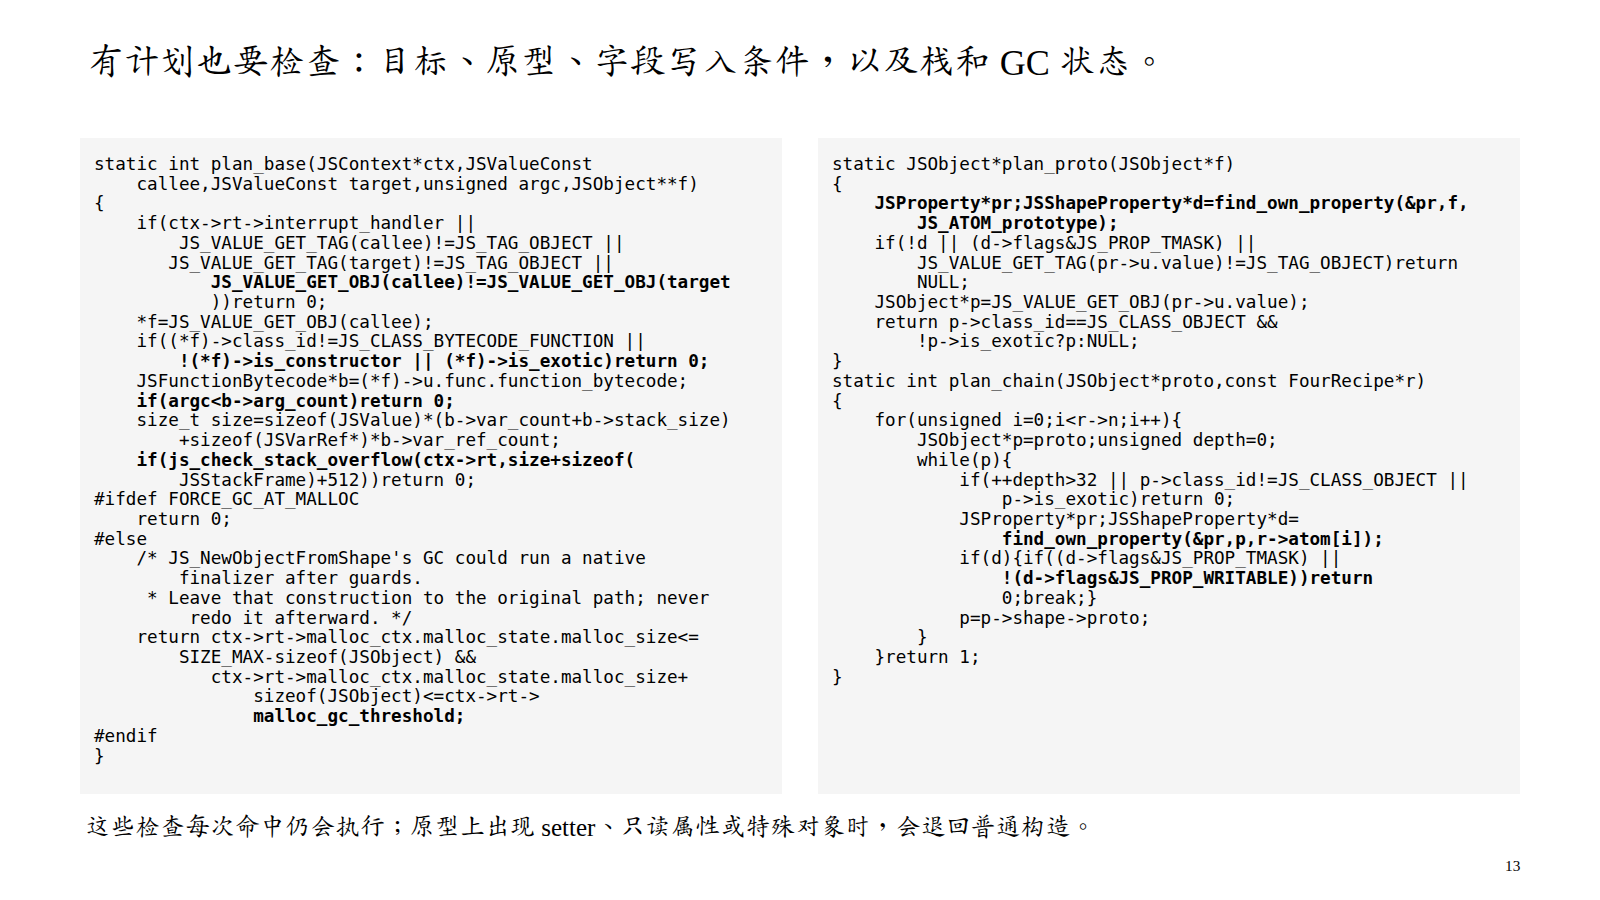 有计划也要检查：目标、原型、字段写入条件，以及栈和 GC 状态。
static int plan_base(JSContext*ctx,JSValueConst
    callee,JSValueConst target,unsigned argc,JSObject**f)
{
    if(ctx->rt->interrupt_handler ||
        JS_VALUE_GET_TAG(callee)!=JS_TAG_OBJECT ||
       JS_VALUE_GET_TAG(target)!=JS_TAG_OBJECT ||
           JS_VALUE_GET_OBJ(callee)!=JS_VALUE_GET_OBJ(target
           ))return 0;
    *f=JS_VALUE_GET_OBJ(callee);
    if((*f)->class_id!=JS_CLASS_BYTECODE_FUNCTION ||
        !(*f)->is_constructor || (*f)->is_exotic)return 0;
    JSFunctionBytecode*b=(*f)->u.func.function_bytecode;
    if(argc<b->arg_count)return 0;
    size_t size=sizeof(JSValue)*(b->var_count+b->stack_size)
        +sizeof(JSVarRef*)*b->var_ref_count;
    if(js_check_stack_overflow(ctx->rt,size+sizeof(
        JSStackFrame)+512))return 0;
#ifdef FORCE_GC_AT_MALLOC
    return 0;
#else
    /* JS_NewObjectFromShape's GC could run a native
        finalizer after guards.
     * Leave that construction to the original path; never
         redo it afterward. */
    return ctx->rt->malloc_ctx.malloc_state.malloc_size<=
        SIZE_MAX-sizeof(JSObject) &&
           ctx->rt->malloc_ctx.malloc_state.malloc_size+
               sizeof(JSObject)<=ctx->rt->
               malloc_gc_threshold;
#endif
}
static JSObject*plan_proto(JSObject*f)
{
    JSProperty*pr;JSShapeProperty*d=find_own_property(&pr,f,
        JS_ATOM_prototype);
    if(!d || (d->flags&JS_PROP_TMASK) ||
        JS_VALUE_GET_TAG(pr->u.value)!=JS_TAG_OBJECT)return
        NULL;
    JSObject*p=JS_VALUE_GET_OBJ(pr->u.value);
    return p->class_id==JS_CLASS_OBJECT &&
        !p->is_exotic?p:NULL;
}
static int plan_chain(JSObject*proto,const FourRecipe*r)
{
    for(unsigned i=0;i<r->n;i++){
        JSObject*p=proto;unsigned depth=0;
        while(p){
            if(++depth>32 || p->class_id!=JS_CLASS_OBJECT ||
                p->is_exotic)return 0;
            JSProperty*pr;JSShapeProperty*d=
                find_own_property(&pr,p,r->atom[i]);
            if(d){if((d->flags&JS_PROP_TMASK) ||
                !(d->flags&JS_PROP_WRITABLE))return
                0;break;}
            p=p->shape->proto;
        }
    }return 1;
}
这些检查每次命中仍会执行；原型上出现 setter、只读属性或特殊对象时，会退回普通构造。
13